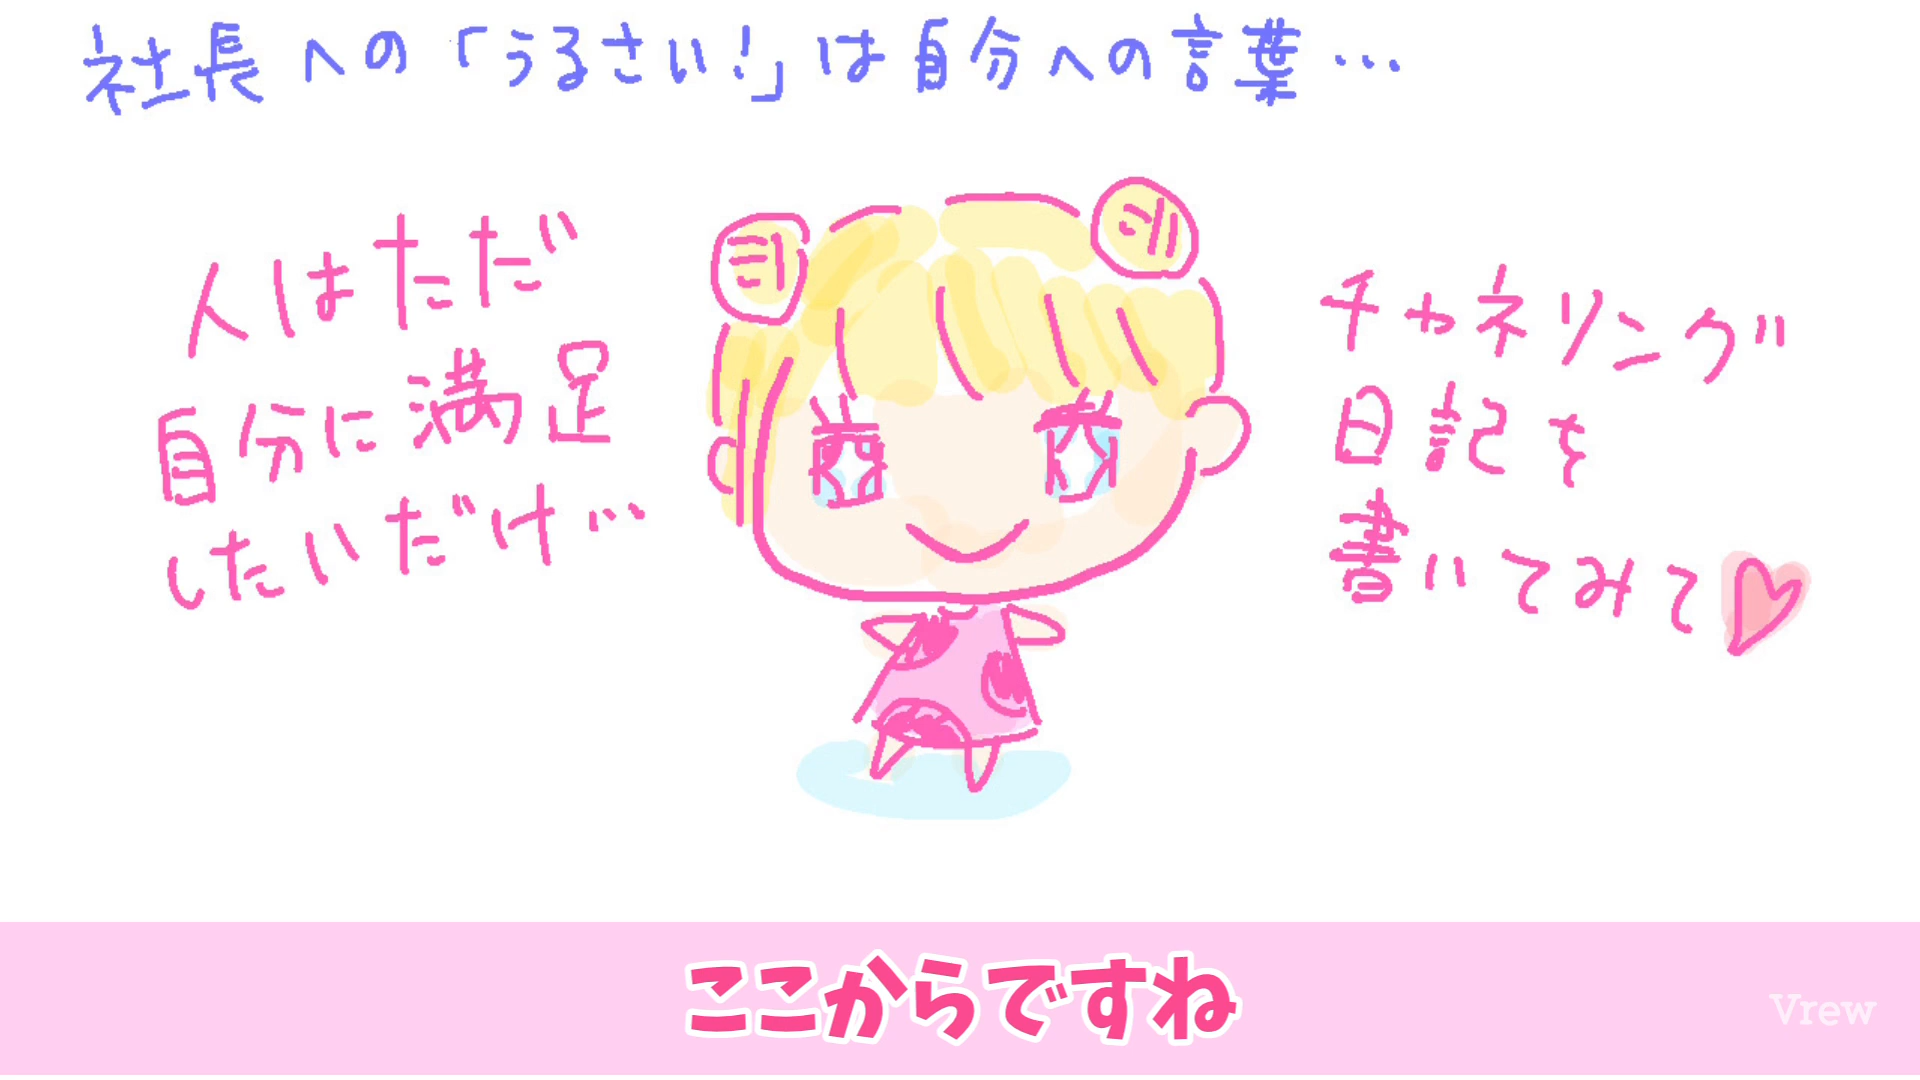 社長への「うるさい!」は自分への言葉…
人はただ
自分に満足
したいだけ…
チャネリング
日記を
書いてみて♡
ここからですね
Vrew